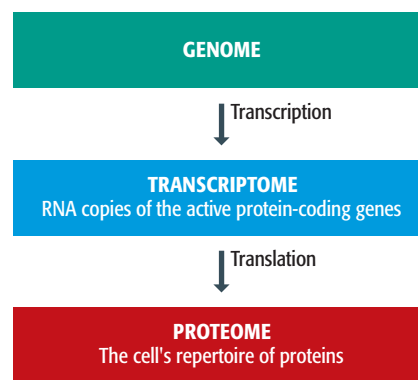 GENOME
Transcription
TRANSCRIPTOME
RNA copies of the active protein-coding genes
Translation
PROTEOME
The cell's repertoire of proteins